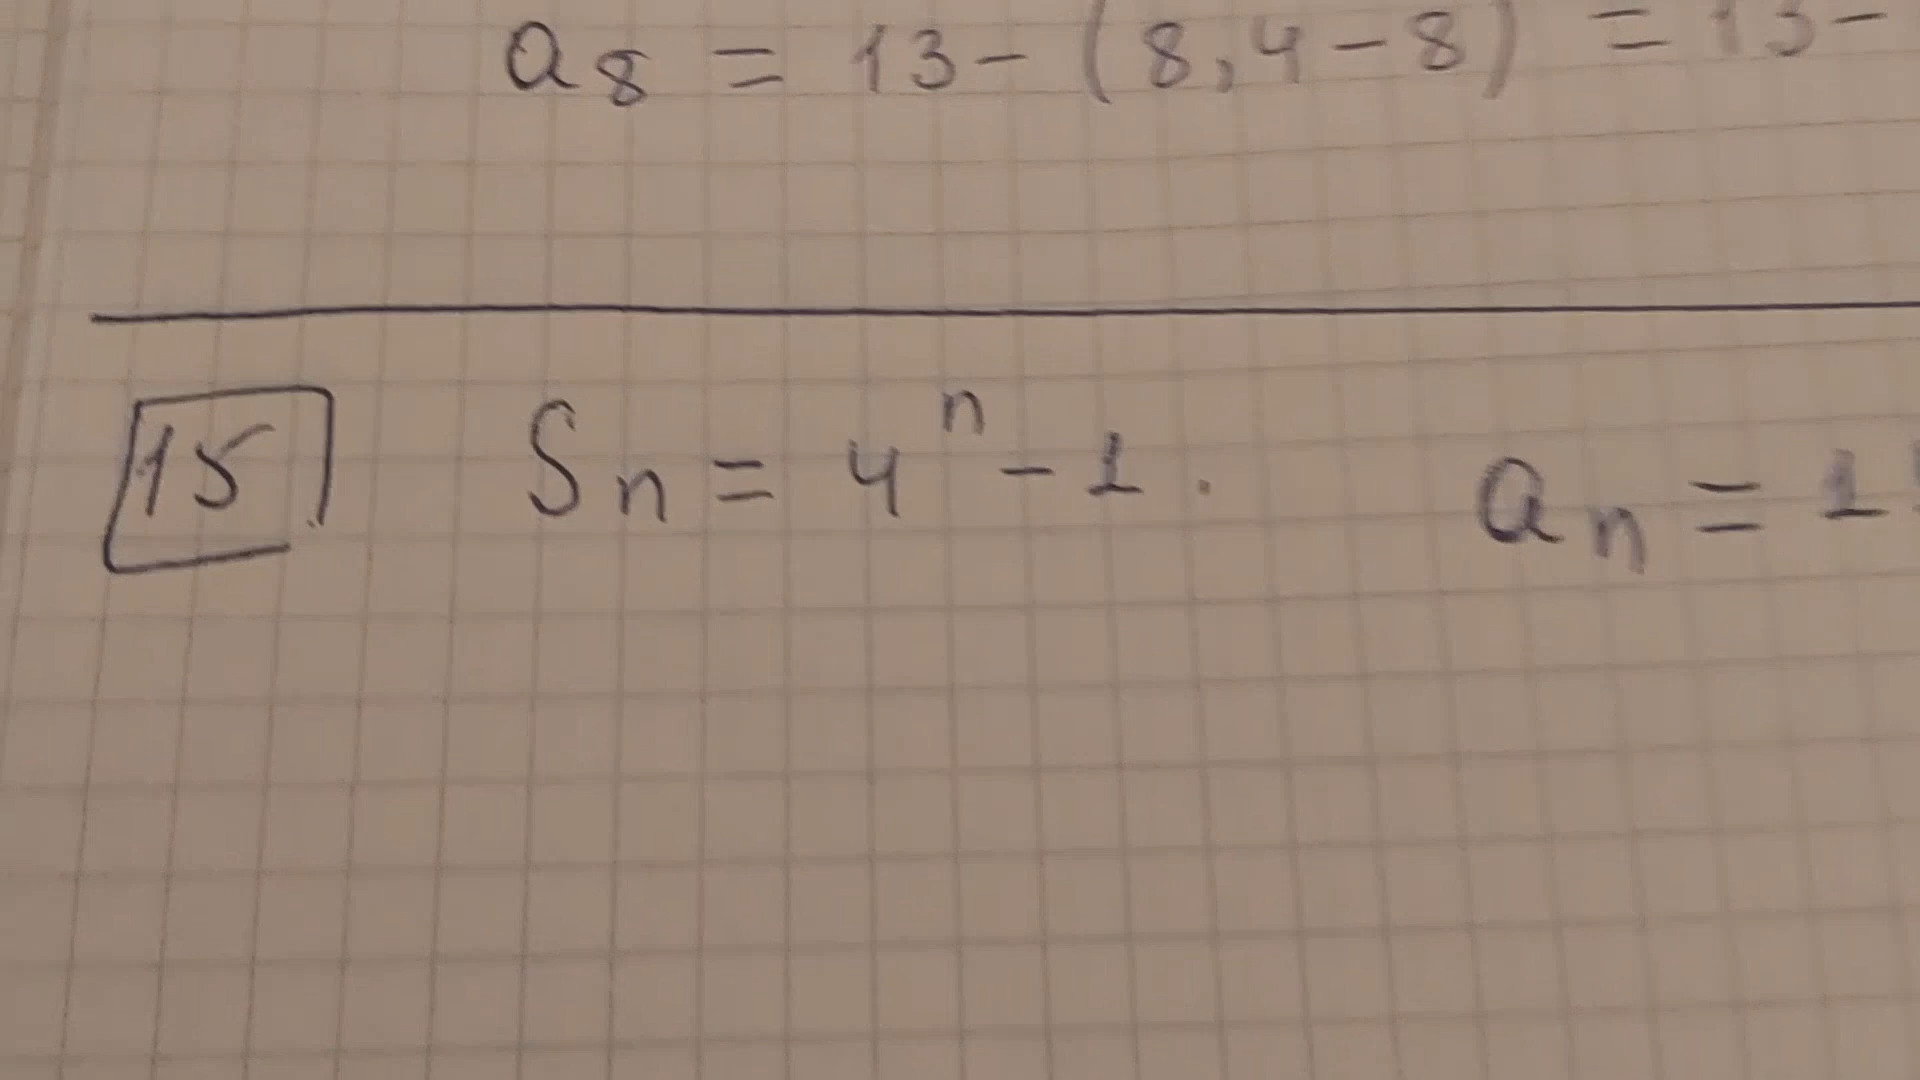 a₈ = 13 - (8,4 - 8) = 13 -
15 Sₙ = 4ⁿ - 1. aₙ = 1